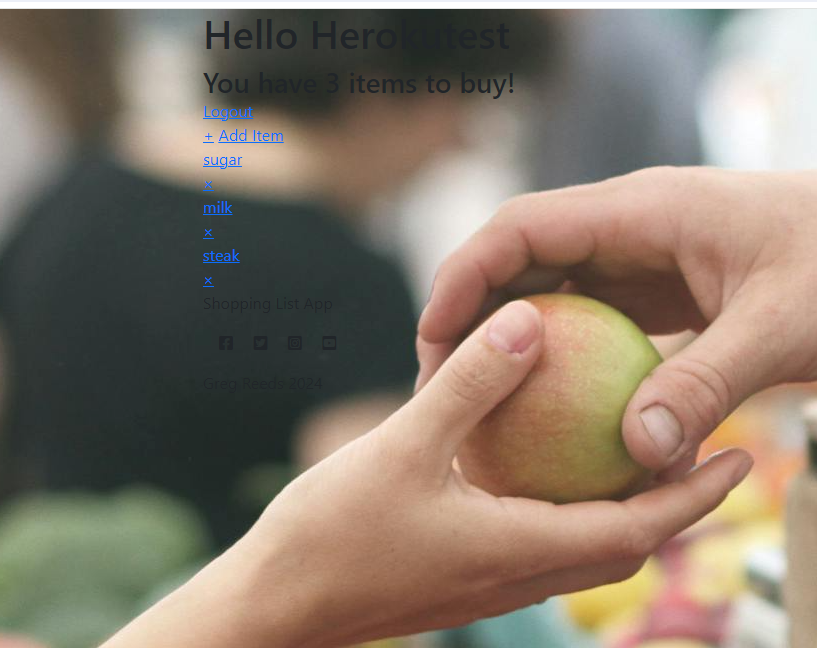 Hello Herokutest
You have 3 items to buy!
Logout
+ Add Item
sugar
×
milk
×
steak
×
Shopping List App
Greg Reeds 2024